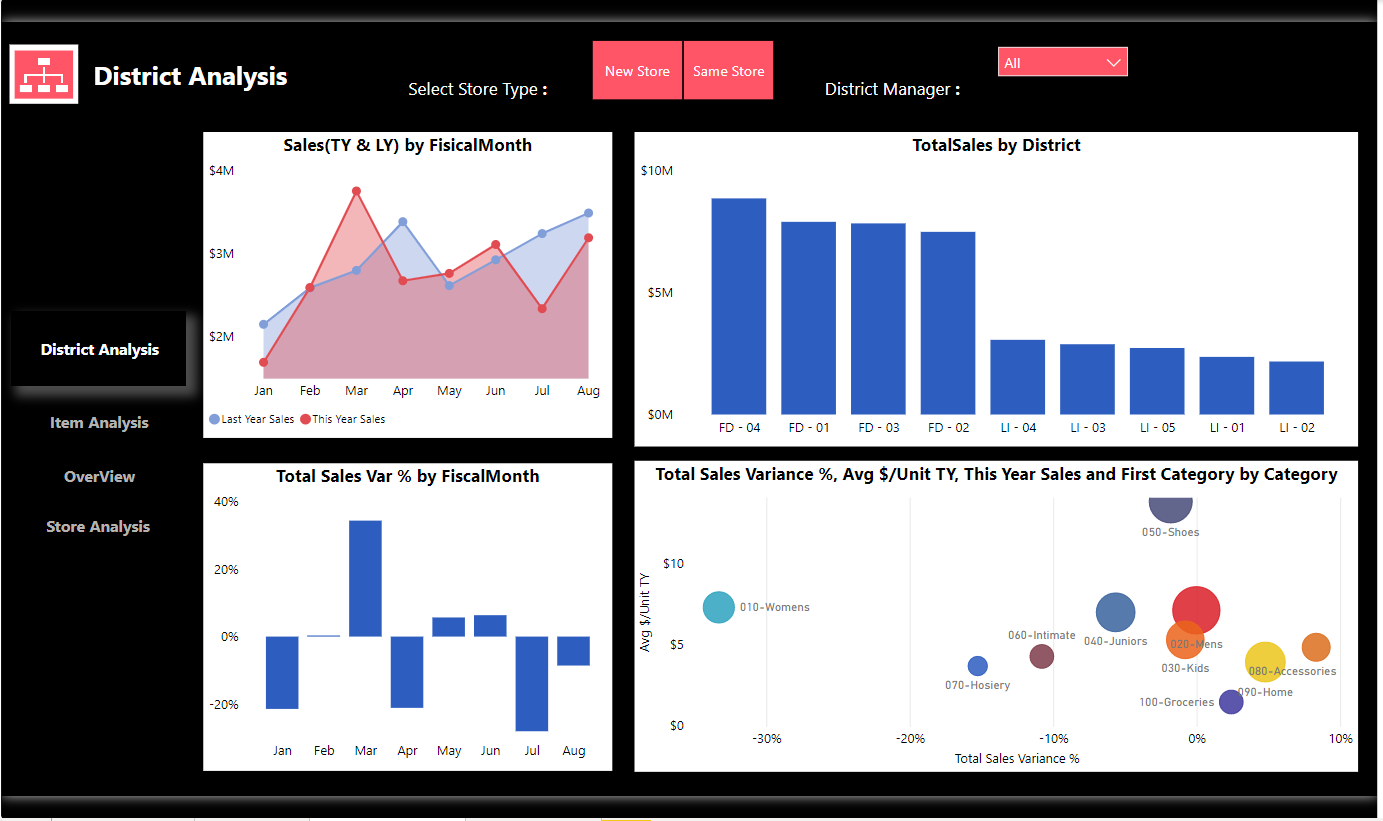 District Analysis
Select Store Type :
New Store
Same Store
District Manager :
All
District Analysis
Item Analysis
OverView
Store Analysis
Sales(TY & LY) by FisicalMonth
$4M
$3M
$2M
Jan Feb Mar Apr May Jun Jul Aug
Last Year Sales This Year Sales
TotalSales by District
$10M
$5M
$0M
FD - 04 FD - 01 FD - 03 FD - 02 LI - 04 LI - 03 LI - 05 LI - 01 LI - 02
Total Sales Var % by FiscalMonth
40%
20%
0%
-20%
Jan Feb Mar Apr May Jun Jul Aug
Total Sales Variance %, Avg $/Unit TY, This Year Sales and First Category by Category
Avg $/Unit TY
$10
$5
$0
050-Shoes
010-Womens
060-Intimate
040-Juniors
020-Mens
030-Kids
080-Accessories
070-Hosiery
090-Home
100-Groceries
-30% -20% -10% 0% 10%
Total Sales Variance %